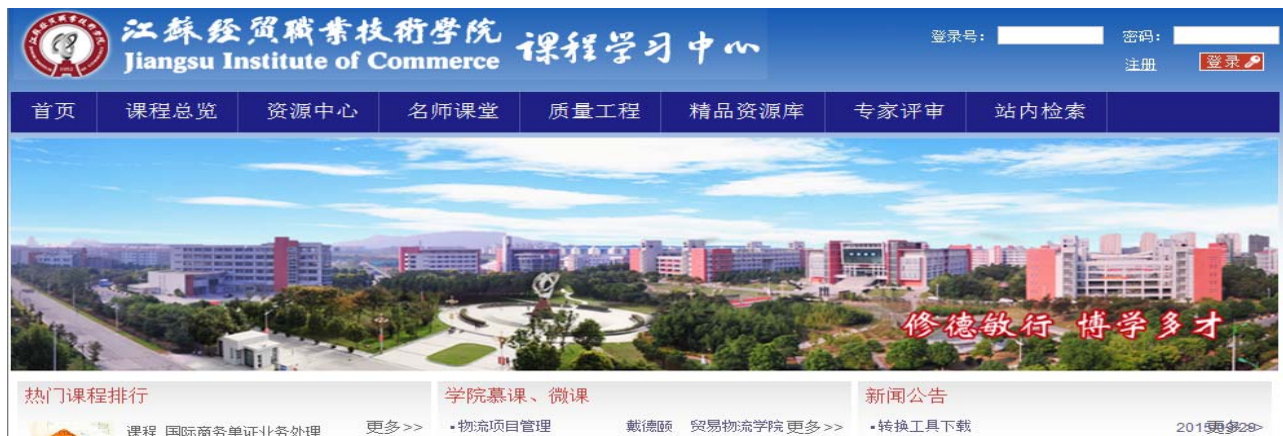 江蘇经贸職業技術學院
Jiangsu Institute of Commerce
课程学习中心
登录号：
密码：
注册
登录
首页 课程总览 资源中心 名师课堂 质量工程 精品资源库 专家评审 站内检索
修德敏行 博学多才
热门课程排行
学院慕课、微课
新闻公告
课程 国际商务单证业务处理 更多>>
▪物流项目管理 戴德颐 贸易物流学院 更多>>
▪转换工具下载